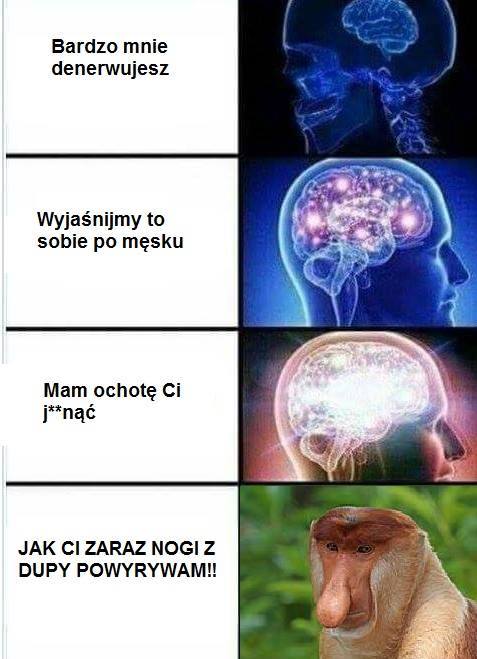 Bardzo mnie
denerwujesz
Wyjaśnijmy to
sobie po męsku
Mam ochotę Ci
j**nąć
JAK CI ZARAZ NOGI Z
DUPY POWYRYWAM!!